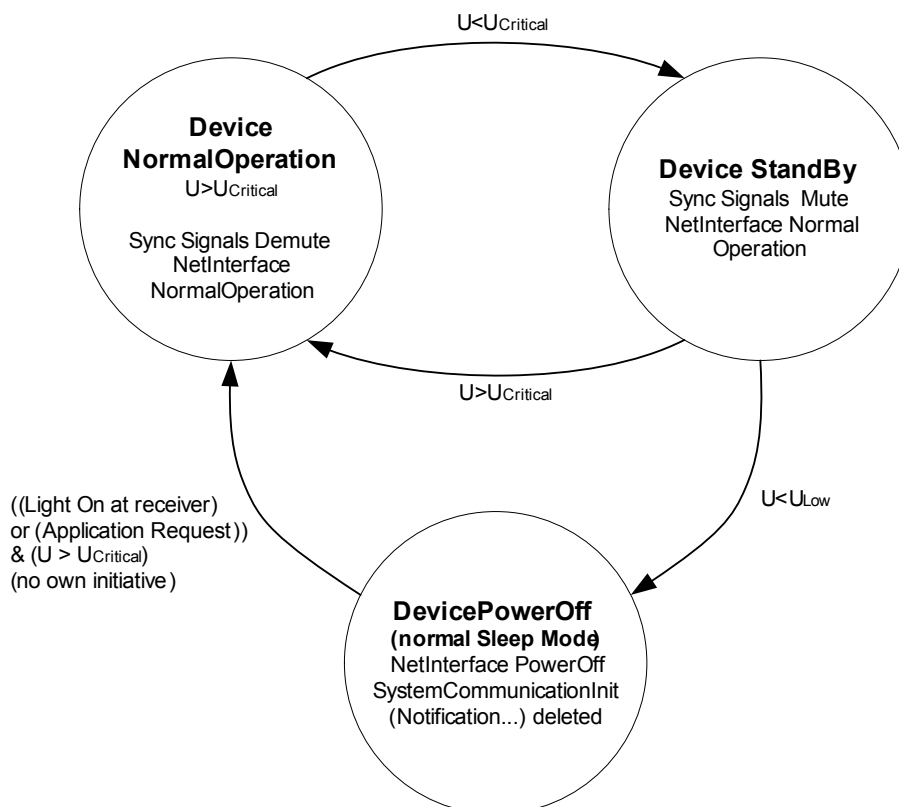 U<UCritical
Device
NormalOperation
U>UCritical
Sync Signals Demute
NetInterface
NormalOperation
Device StandBy
Sync Signals Mute
NetInterface Normal
Operation
U>UCritical
U<ULow
((Light On at receiver)
or (Application Request))
& (U > UCritical)
(no own initiative)
DevicePowerOff
(normal Sleep Mode)
NetInterface PowerOff
SystemCommunicationInit
(Notification...) deleted